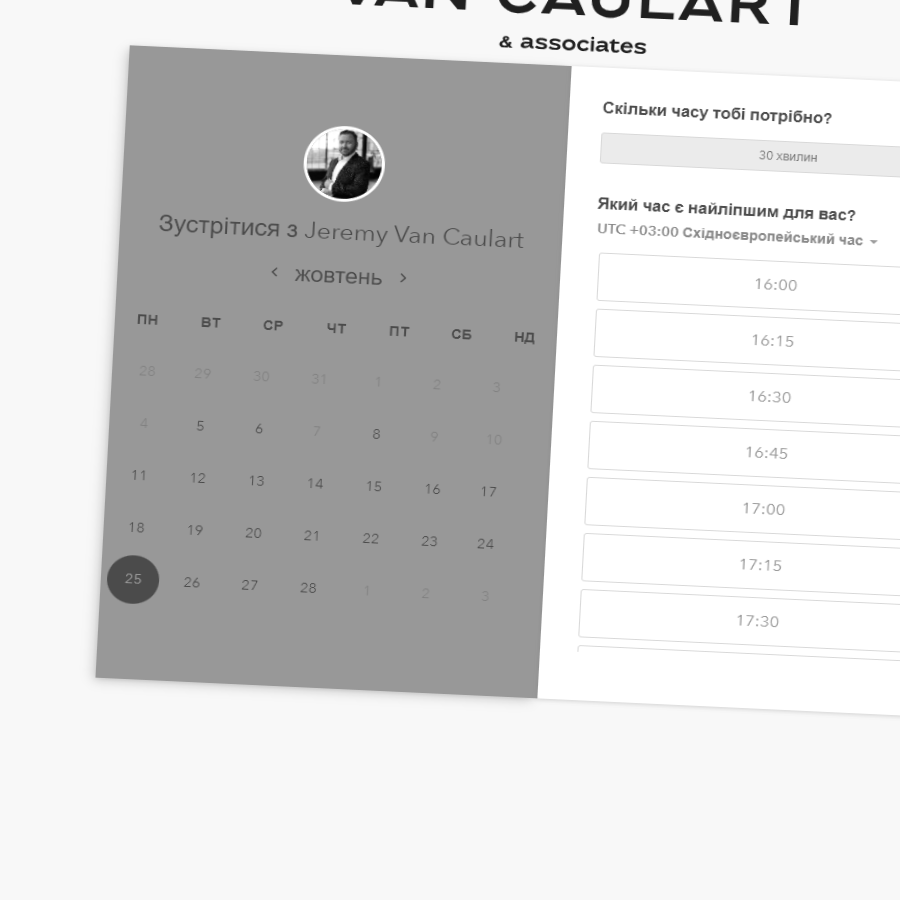 VAN CAULART
& associates
Зустрітися з Jeremy Van Caulart
жовтень
ПН ВТ СР ЧТ ПТ СБ НД
28 29 30 31 1 2 3
4 5 6 7 8 9 10
11 12 13 14 15 16 17
18 19 20 21 22 23 24
25 26 27 28 1 2 3
Скільки часу тобі потрібно?
30 хвилин
Який час є найліпшим для вас?
UTC +03:00 Східноєвропейський час
16:00
16:15
16:30
16:45
17:00
17:15
17:30